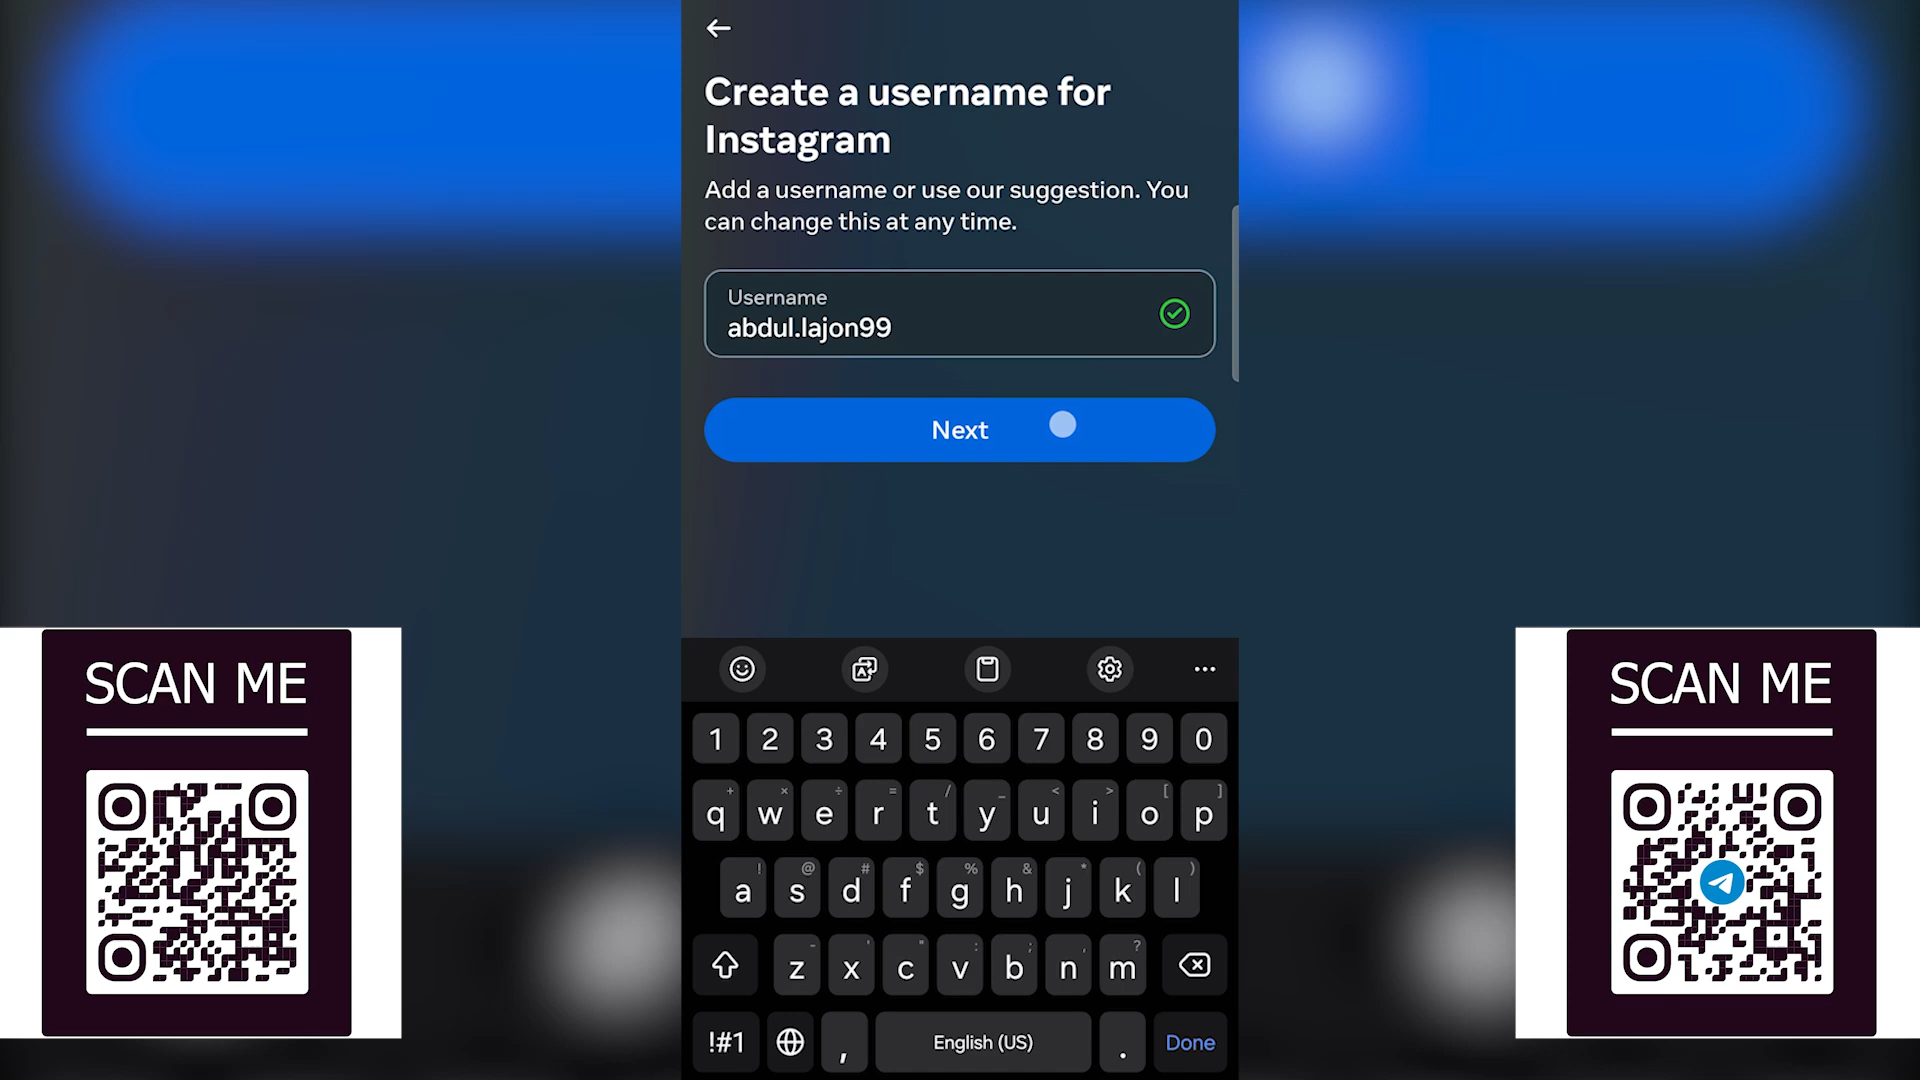 Create a username for
Instagram
Add a username or use our suggestion. You
can change this at any time.
Username
abdul.lajon99
Next
SCAN ME
SCAN ME
1 2 3 4 5 6 7 8 9 0
+ × ÷ = / _ < > [ ]
q w e r t y u i o p
! @ # $ % & * ( )
a s d f g h j k l
- ' " : ; , ?
z x c v b n m
!#1 , English (US) . Done